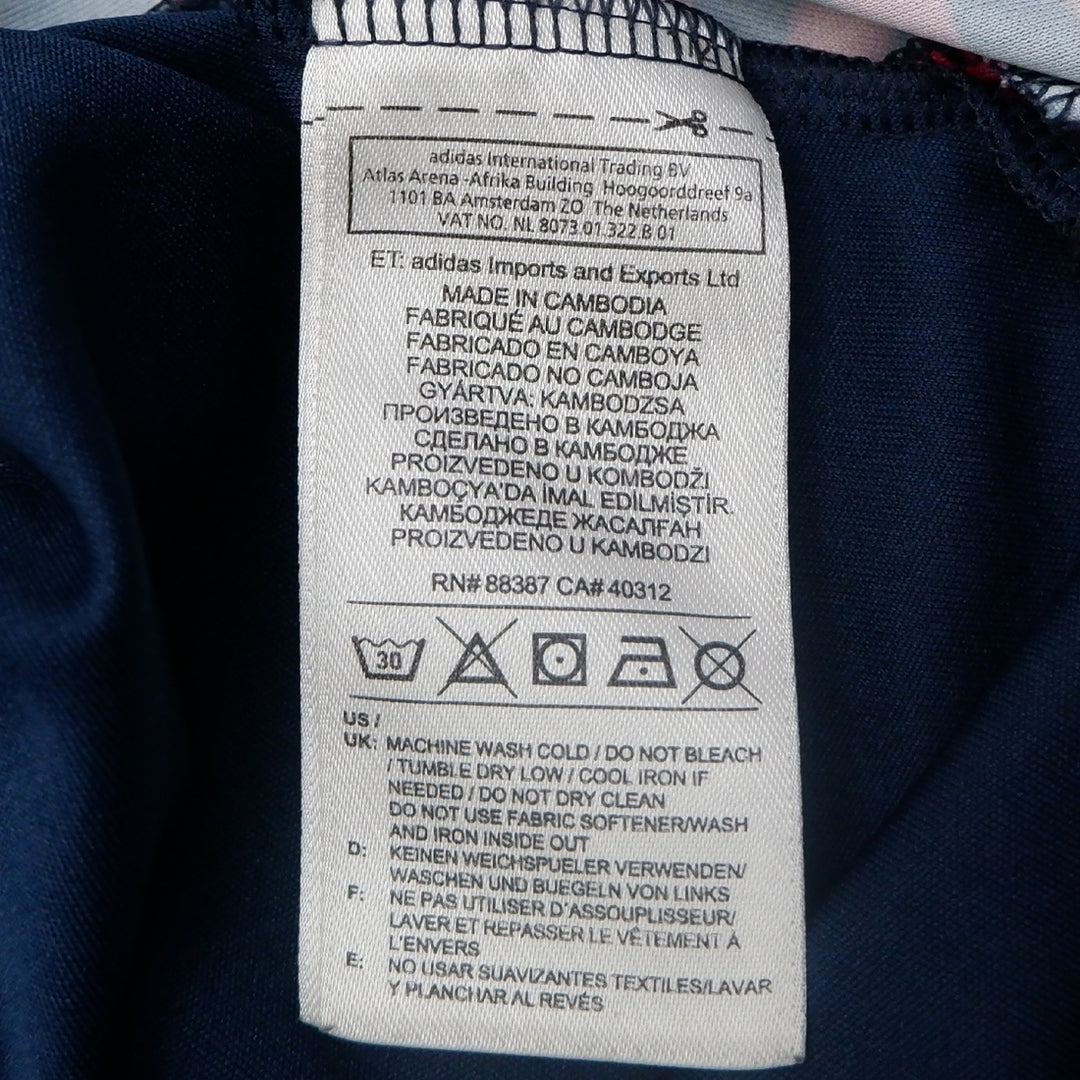 adidas International Trading BV
Atlas Arena -Afrika Building Hoogoorddreef 9a
1101 BA Amsterdam ZO The Netherlands
VAT NO. NL 8073.01.322.B 01
ET: adidas Imports and Exports Ltd
MADE IN CAMBODIA
FABRIQUÉ AU CAMBODGE
FABRICADO EN CAMBOYA
FABRICADO NO CAMBOJA
GYÁRTVA: KAMBODZSA
ПРОИЗВЕДЕНО В КАМБОДЖА
СДЕЛАНО В КАМБОДЖЕ
PROIZVEDENO U KOMBODŽI
KAMBOÇYA'DA İMAL EDİLMİŞTİR.
КАМБОДЖЕДЕ ЖАСАЛҒАН
PROIZVEDENO U KAMBODZI
RN# 88387 CA# 40312
30
US /
UK: MACHINE WASH COLD / DO NOT BLEACH
/ TUMBLE DRY LOW / COOL IRON IF
NEEDED / DO NOT DRY CLEAN
DO NOT USE FABRIC SOFTENER/WASH
AND IRON INSIDE OUT
D: KEINEN WEICHSPUELER VERWENDEN/
WASCHEN UND BUEGELN VON LINKS
F: NE PAS UTILISER D'ASSOUPLISSEUR/
LAVER ET REPASSER LE VÊTEMENT À
L'ENVERS
E: NO USAR SUAVIZANTES TEXTILES/LAVAR
Y PLANCHAR AL REVÉS